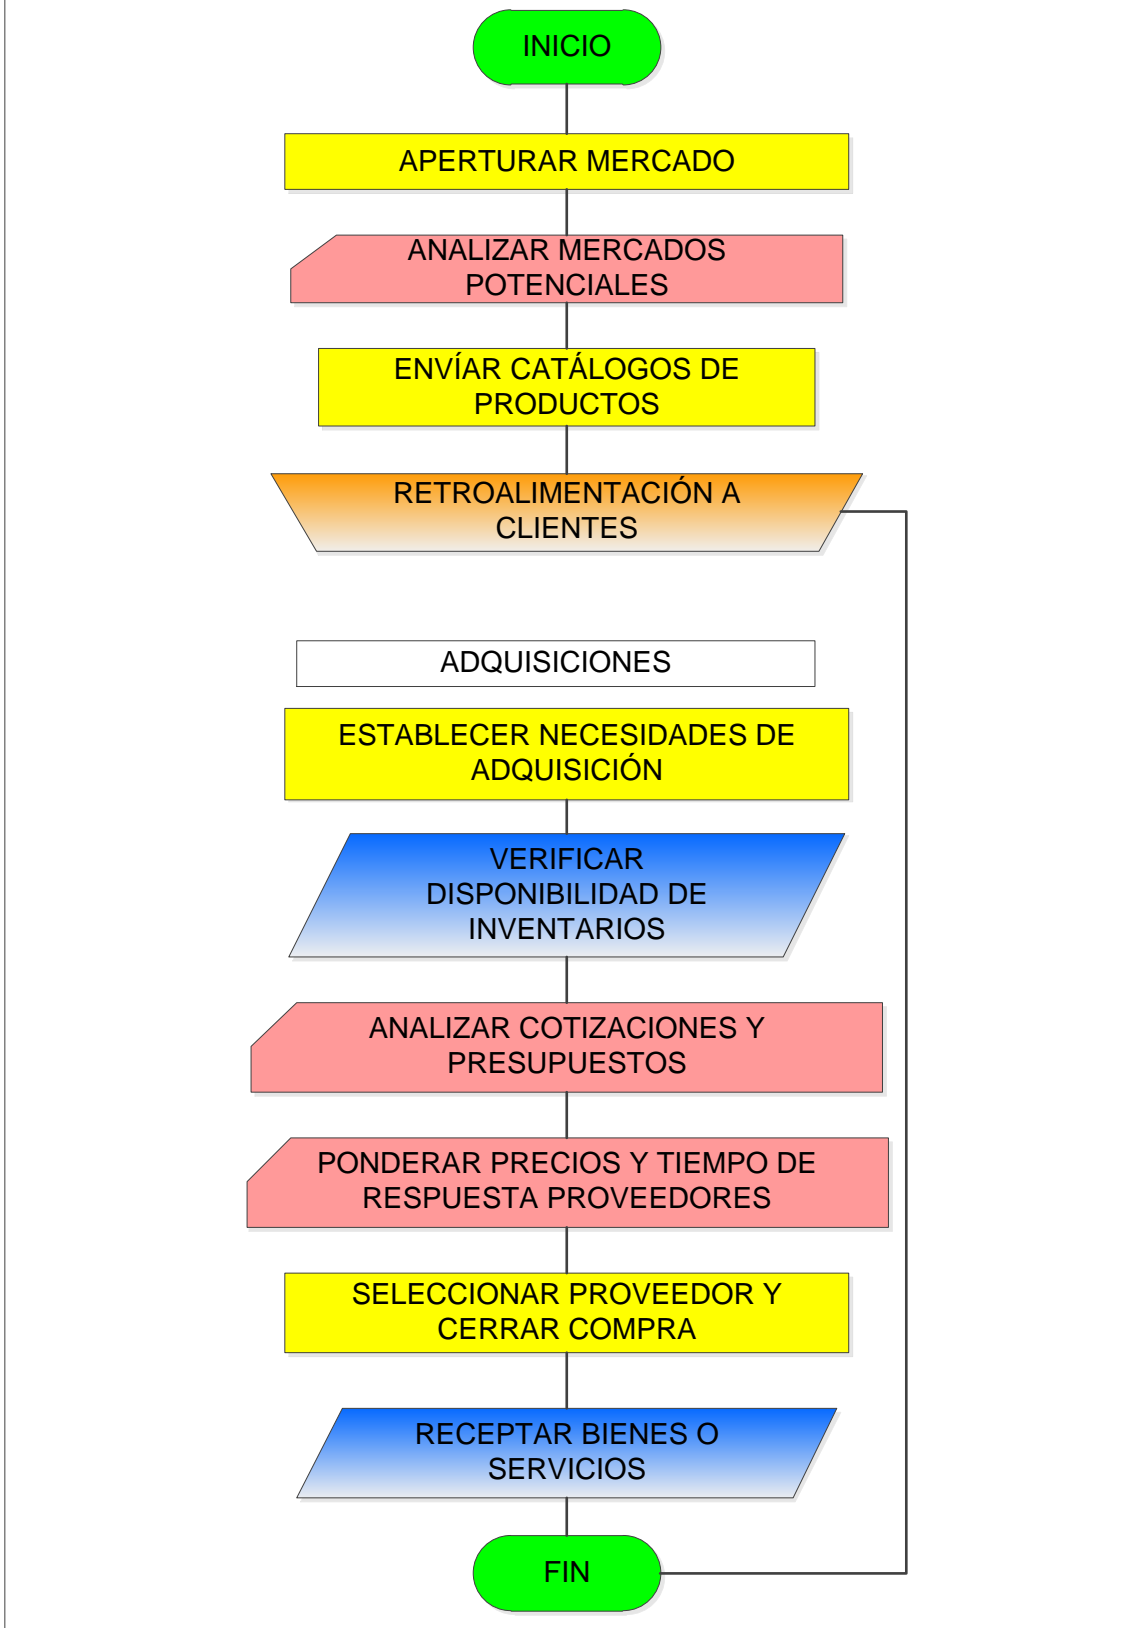 INICIO
APERTURAR MERCADO
ANALIZAR MERCADOS
POTENCIALES
ENVÍAR CATÁLOGOS DE
PRODUCTOS
RETROALIMENTACIÓN A
CLIENTES
ADQUISICIONES
ESTABLECER NECESIDADES DE
ADQUISICIÓN
VERIFICAR
DISPONIBILIDAD DE
INVENTARIOS
ANALIZAR COTIZACIONES Y
PRESUPUESTOS
PONDERAR PRECIOS Y TIEMPO DE
RESPUESTA PROVEEDORES
SELECCIONAR PROVEEDOR Y
CERRAR COMPRA
RECEPTAR BIENES O
SERVICIOS
FIN